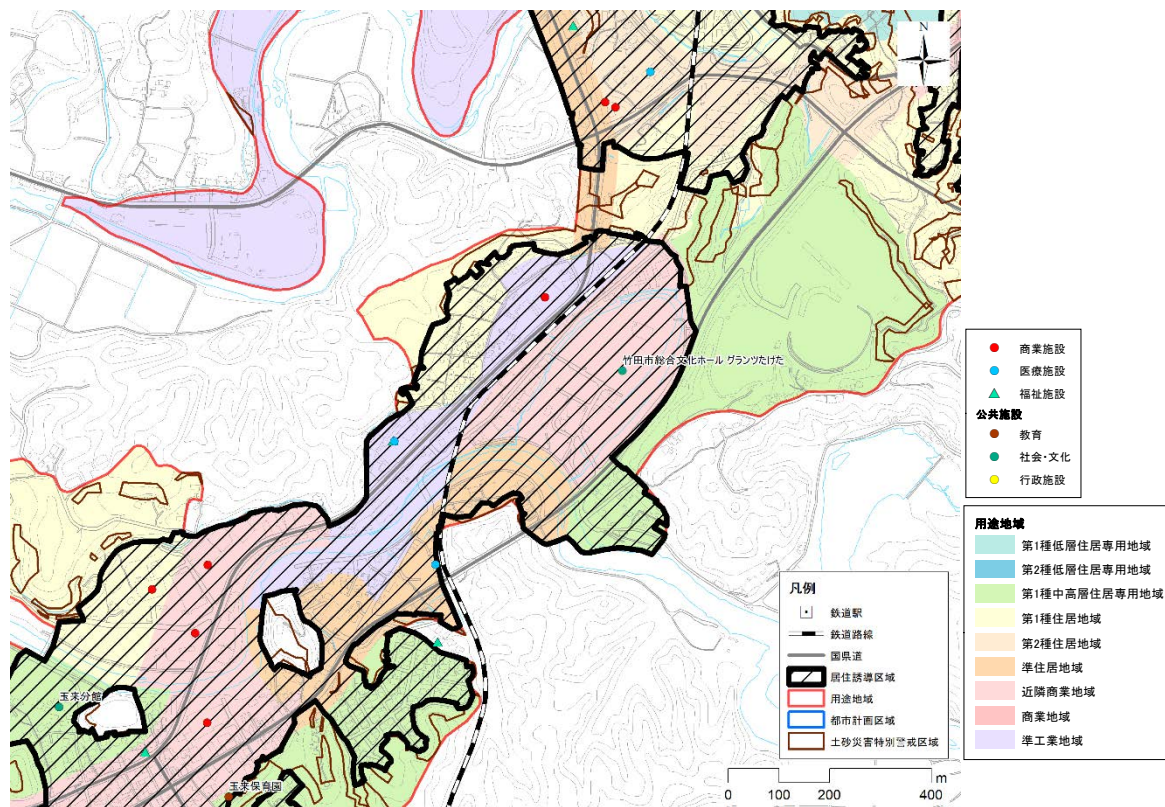 N
竹田市総合文化ホール グランツたけた
玉来分館
玉来保育園
凡例
鉄道駅
鉄道路線
国県道
居住誘導区域
用途地域
都市計画区域
土砂災害特別警戒区域
0 100 200 400
m
商業施設
医療施設
福祉施設
公共施設
教育
社会・文化
行政施設
用途地域
第1種低層住居専用地域
第2種低層住居専用地域
第1種中高層住居専用地域
第1種住居地域
第2種住居地域
準住居地域
近隣商業地域
商業地域
準工業地域